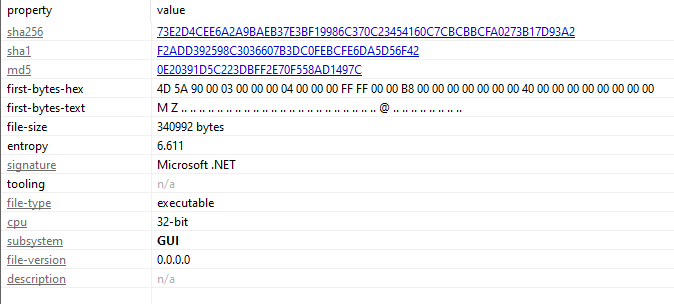 property value
sha256 73E2D4CEE6A2A9BAEB37E3BF19986C370C23454160C7CBCBBCFA0273B17D93A2
sha1 F2ADD392598C3036607B3DC0FEBCFE6DA5D56F42
md5 0E20391D5C223DBFF2E70F558AD1497C
first-bytes-hex 4D 5A 90 00 03 00 00 00 04 00 00 00 FF FF 00 00 B8 00 00 00 00 00 00 00 40 00 00 00 00 00 00 00
first-bytes-text M Z .. .. .. .. .. .. .. .. .. .. .. .. .. .. .. .. .. .. .. .. .. .. @ .. .. .. .. .. .. ..
file-size 340992 bytes
entropy 6.611
signature Microsoft .NET
tooling n/a
file-type executable
cpu 32-bit
subsystem GUI
file-version 0.0.0.0
description n/a